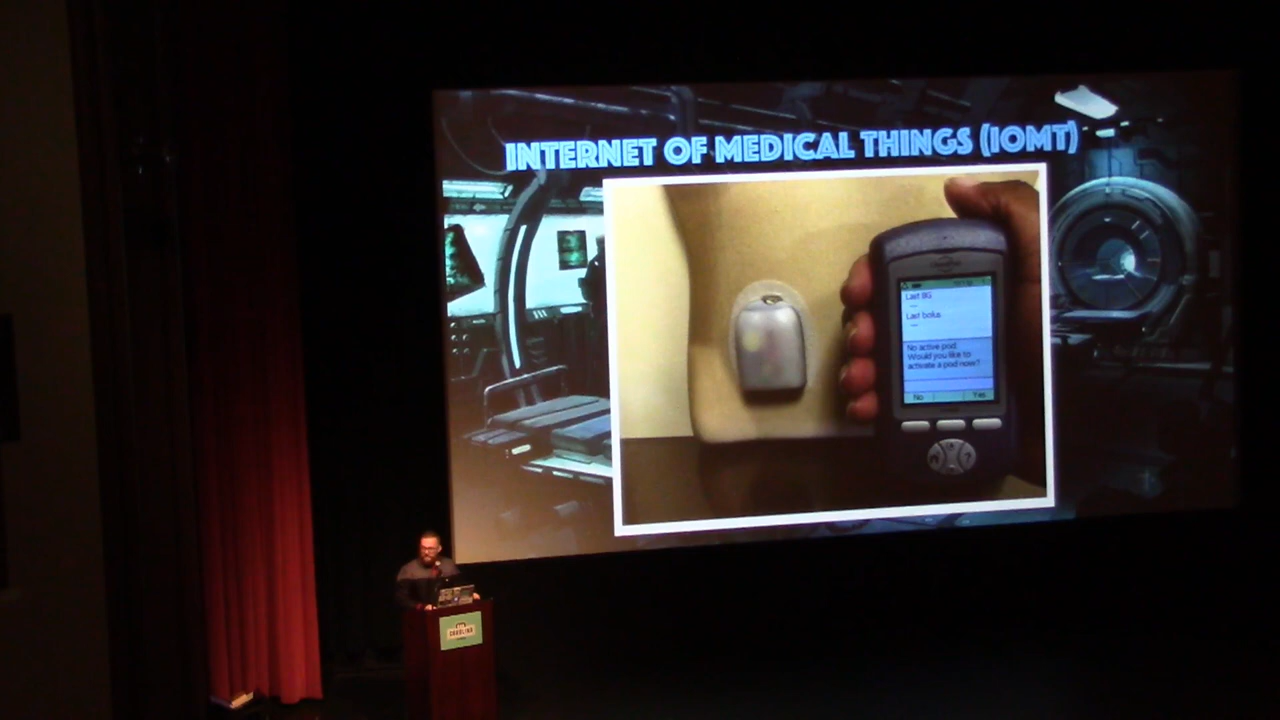 INTERNET OF MEDICAL THINGS (IOMT)
Last BG
Last bolus
No active pod.
Would you like to
activate a pod now?
No Yes
?
CAROLINA